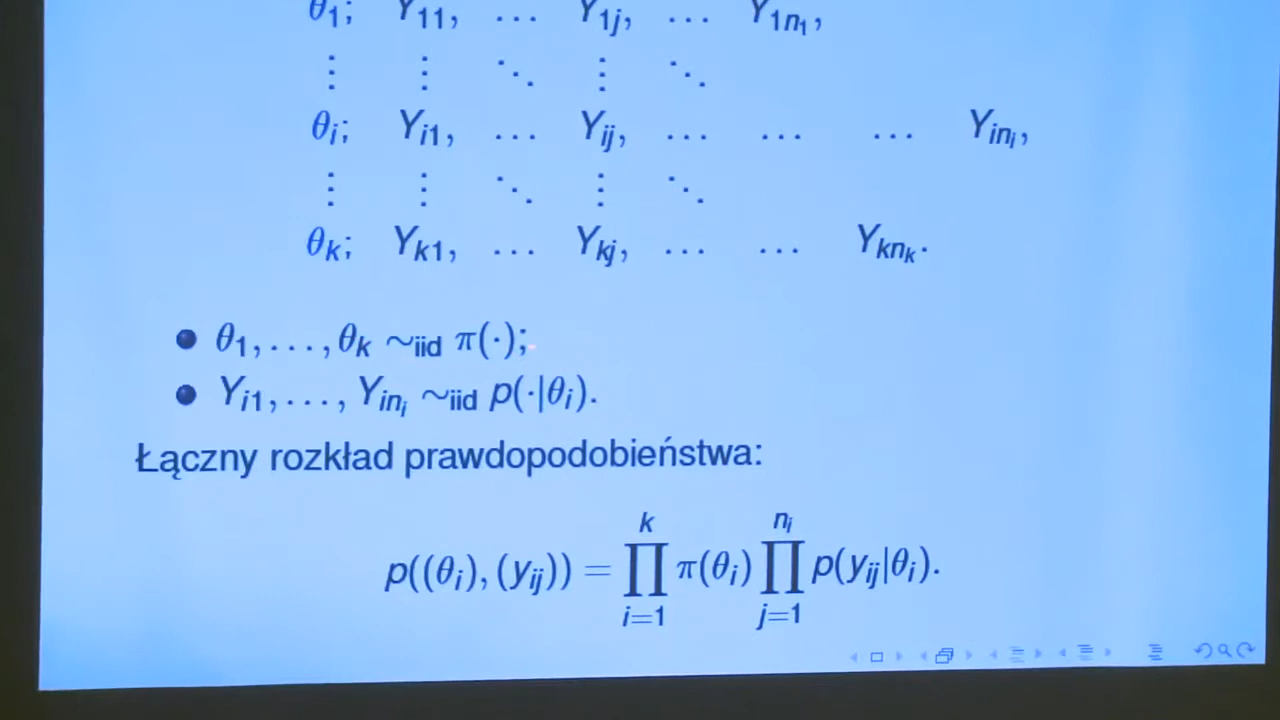 θ₁; Y₁₁, … Y₁ⱼ, … Y₁ₙ₁,
⋮ ⋮ ⋱ ⋮ ⋱
θᵢ; Yᵢ₁, … Yᵢⱼ, … … … Yᵢₙᵢ,
⋮ ⋮ ⋱ ⋮ ⋱
θₖ; Yₖ₁, … Yₖⱼ, … … Yₖₙₖ.
• θ₁, …, θₖ ∼iid π(·);
• Yᵢ₁, …, Yᵢₙᵢ ∼iid p(·|θᵢ).
Łączny rozkład prawdopodobieństwa:
p((θᵢ), (yᵢⱼ)) = ∏_{i=1}^{k} π(θᵢ) ∏_{j=1}^{nᵢ} p(yᵢⱼ|θᵢ).